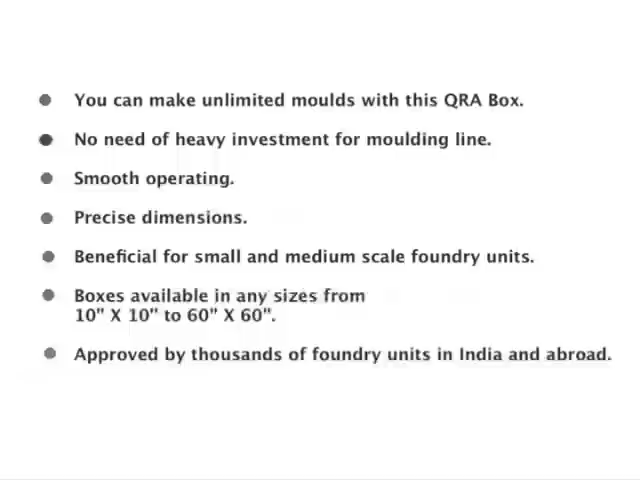 You can make unlimited moulds with this QRA Box.
No need of heavy investment for moulding line.
Smooth operating.
Precise dimensions.
Beneficial for small and medium scale foundry units.
Boxes available in any sizes from
10" X 10" to 60" X 60".
Approved by thousands of foundry units in India and abroad.